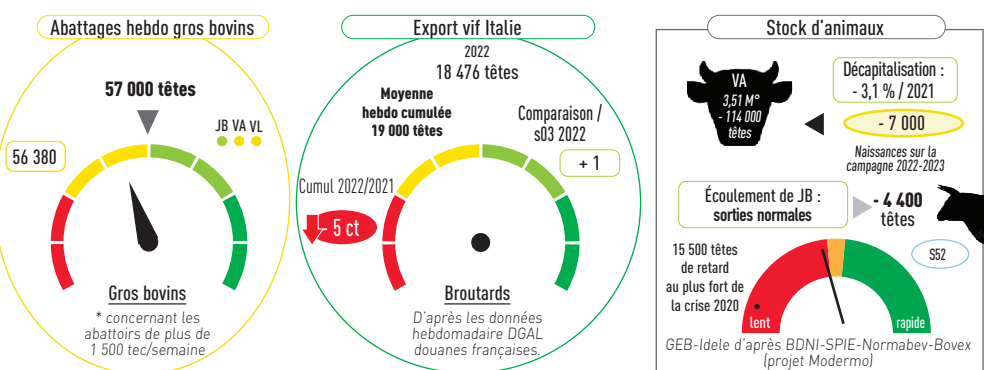 Abattages hebdo gros bovins
57 000 têtes
JB VA VL
56 380
Gros bovins
* concernant les
abattoirs de plus de
1 500 tec/semaine
Export vif Italie
2022
18 476 têtes
Moyenne
hebdo cumulée
19 000 têtes
Comparaison /
s03 2022
+ 1
Cumul 2022/2021
- 5 ct
Broutards
D'après les données
hebdomadaire DGAL
douanes françaises.
Stock d'animaux
VA
3,51 M°
- 114 000
têtes
Décapitalisation :
- 3,1 % / 2021
- 7 000
Naissances sur la
campagne 2022-2023
Écoulement de JB :
sorties normales
- 4 400
têtes
15 500 têtes
de retard
au plus fort de
la crise 2020
S52
lent
rapide
GEB-Idele d'après BDNI-SPIE-Normabev-Bovex
(projet Modermo)